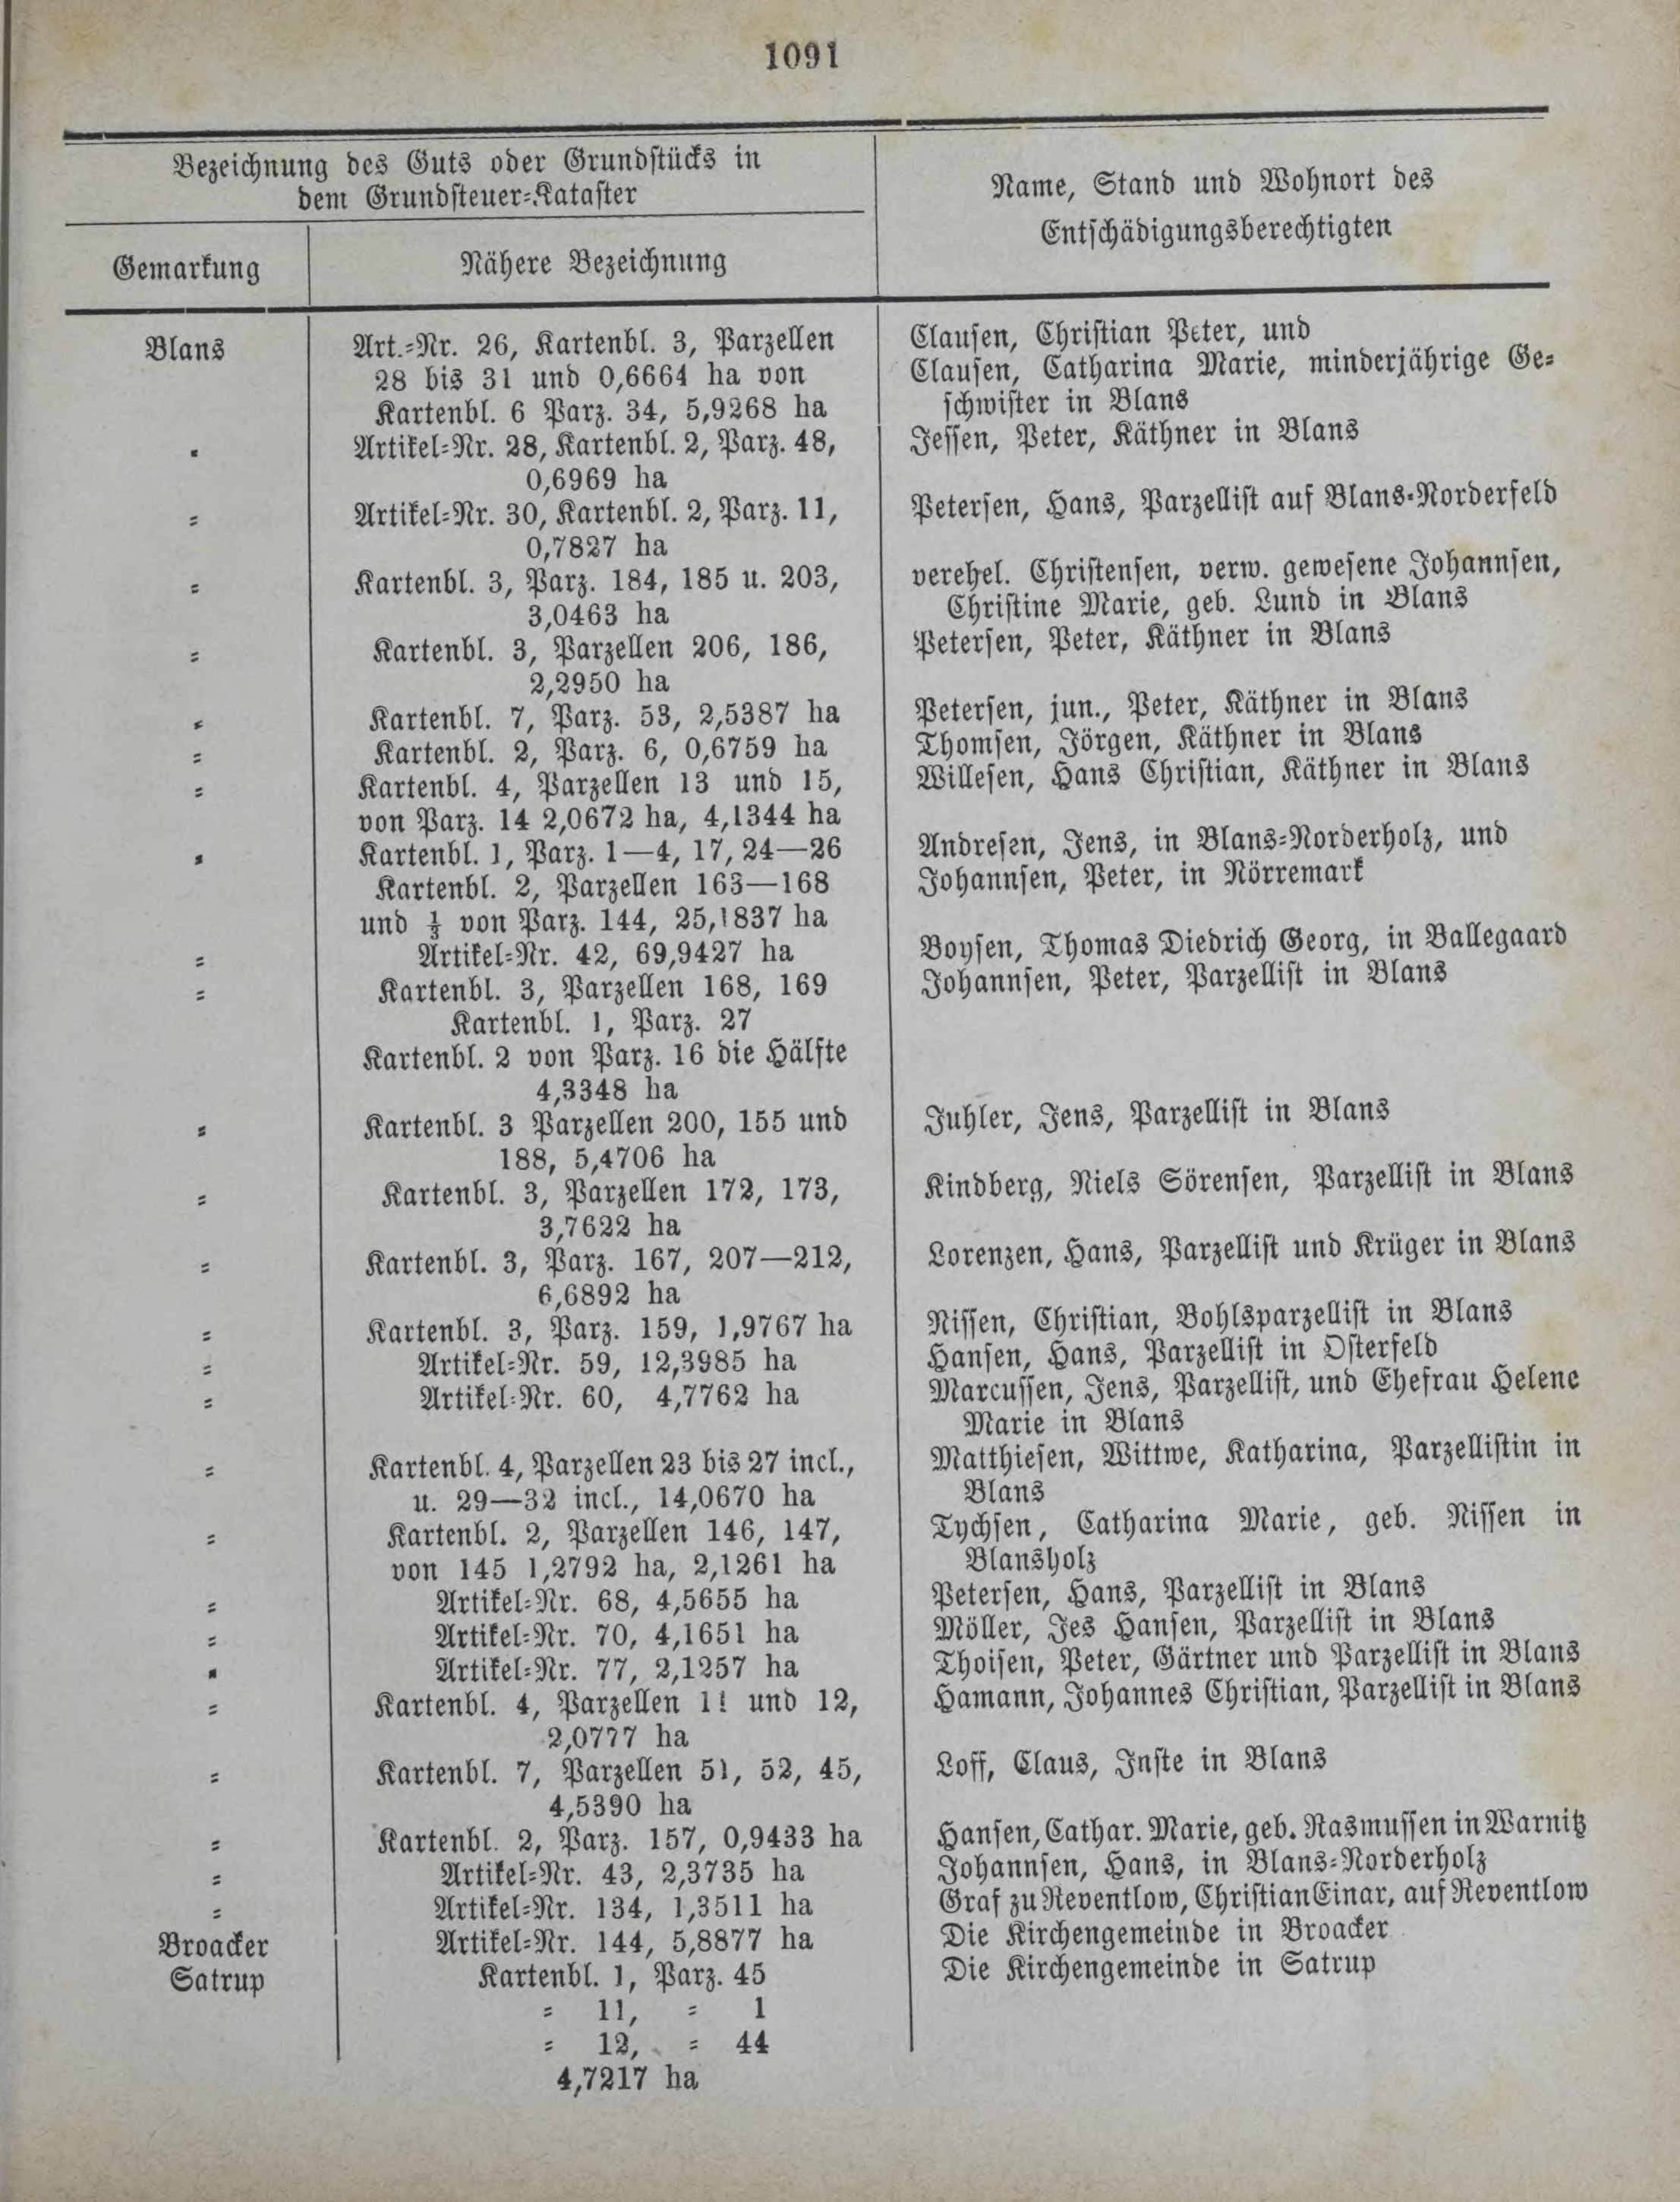 1091
Bezeichnung des Guts oder Grundstücks in
dem Grundsteuer-Kataster
Name, Stand und Wohnort des
Entschädigungsberechtigten
Gemarkung
Nähere Bezeichnung
Blans
Art.-Nr. 26, Kartenbl. 3, Parzellen
28 bis 31 und 0,6664 ha von
Kartenbl. 6 Parz. 34, 5,9268 ha
Clausen, Christian Peter, und
Clausen, Catharina Marie, minderjährige Ge-
schwister in Blans
= Artikel-Nr. 28, Kartenbl. 2, Parz. 48,
0,6969 ha
Jessen, Peter, Käthner in Blans
= Artikel-Nr. 30, Kartenbl. 2, Parz. 11,
0,7827 ha
Petersen, Hans, Parzellist auf Blans-Norderfeld
= Kartenbl. 3, Parz. 184, 185 u. 203,
3,0463 ha
verehel. Christensen, verw. gewesene Johannsen,
Christine Marie, geb. Lund in Blans
= Kartenbl. 3, Parzellen 206, 186,
2,2950 ha
Petersen, Peter, Käthner in Blans
= Kartenbl. 7, Parz. 53, 2,5387 ha
Petersen, jun., Peter, Käthner in Blans
= Kartenbl. 2, Parz. 6, 0,6759 ha
Thomsen, Jörgen, Käthner in Blans
= Kartenbl. 4, Parzellen 13 und 15,
von Parz. 14 2,0672 ha, 4,1344 ha
Willesen, Hans Christian, Käthner in Blans
= Kartenbl. 1, Parz. 1—4, 17, 24—26
Kartenbl. 2, Parzellen 163—168
und ⅓ von Parz. 144, 25,1837 ha
Andresen, Jens, in Blans-Norderholz, und
Johannsen, Peter, in Nörremark
= Artikel-Nr. 42, 69,9427 ha
Boysen, Thomas Diedrich Georg, in Ballegaard
= Kartenbl. 3, Parzellen 168, 169
Kartenbl. 1, Parz. 27
Kartenbl. 2 von Parz. 16 die Hälfte
4,3348 ha
Johannsen, Peter, Parzellist in Blans
= Kartenbl. 3 Parzellen 200, 155 und
188, 5,4706 ha
Juhler, Jens, Parzellist in Blans
= Kartenbl. 3, Parzellen 172, 173,
3,7622 ha
Kindberg, Niels Sörensen, Parzellist in Blans
= Kartenbl. 3, Parz. 167, 207—212,
6,6892 ha
Lorenzen, Hans, Parzellist und Krüger in Blans
= Kartenbl. 3, Parz. 159, 1,9767 ha
Nissen, Christian, Bohlsparzellist in Blans
= Artikel-Nr. 59, 12,3985 ha
Hansen, Hans, Parzellist in Osterfeld
= Artikel-Nr. 60, 4,7762 ha
Marcussen, Jens, Parzellist, und Ehefrau Helene
Marie in Blans
= Kartenbl. 4, Parzellen 23 bis 27 incl.,
u. 29—32 incl., 14,0670 ha
Matthiesen, Wittwe, Katharina, Parzellistin in
Blans
= Kartenbl. 2, Parzellen 146, 147,
von 145 1,2792 ha, 2,1261 ha
Tychsen, Catharina Marie, geb. Nissen in
Blansholz
= Artikel-Nr. 68, 4,5655 ha
Petersen, Hans, Parzellist in Blans
= Artikel-Nr. 70, 4,1651 ha
Möller, Jes Hansen, Parzellist in Blans
= Artikel-Nr. 77, 2,1257 ha
Thoisen, Peter, Gärtner und Parzellist in Blans
= Kartenbl. 4, Parzellen 11 und 12,
2,0777 ha
Hamann, Johannes Christian, Parzellist in Blans
= Kartenbl. 7, Parzellen 51, 52, 45,
4,5390 ha
Loff, Claus, Inste in Blans
= Kartenbl. 2, Parz. 157, 0,9433 ha
Hansen, Cathar. Marie, geb. Rasmussen in Warnitz
= Artikel-Nr. 43, 2,3735 ha
Johannsen, Hans, in Blans-Norderholz
= Artikel-Nr. 134, 1,3511 ha
Graf zu Reventlow, Christian Einar, auf Reventlow
Broacker
Artikel-Nr. 144, 5,8877 ha
Die Kirchengemeinde in Broacker
Satrup
Kartenbl. 1, Parz. 45
Die Kirchengemeinde in Satrup
= 11, = 1
= 12, = 44
4,7217 ha